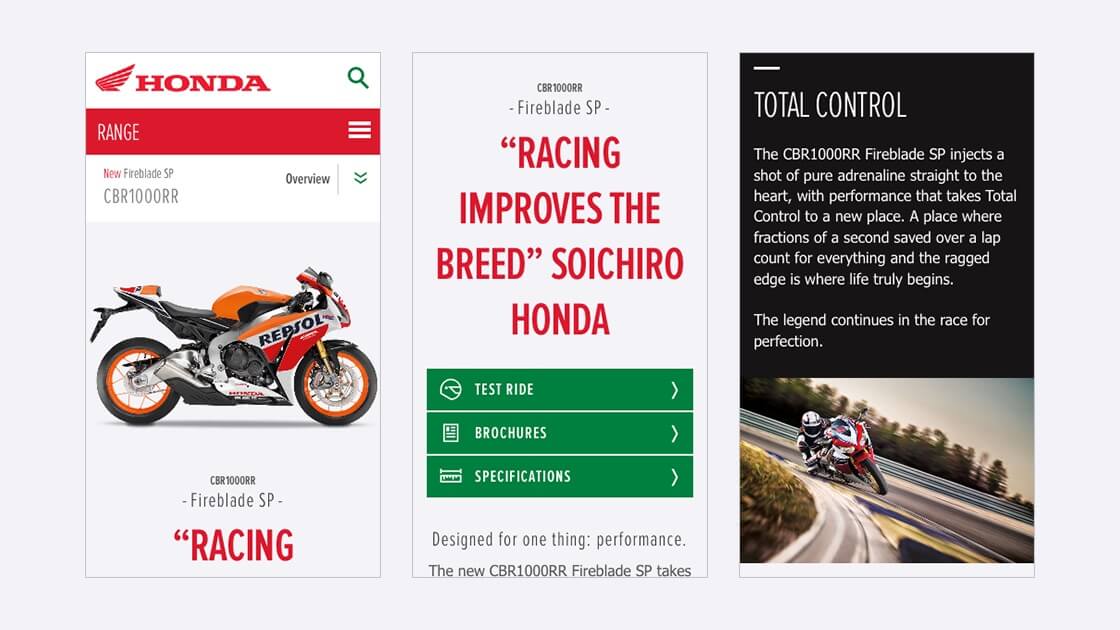 HONDA
RANGE
New Fireblade SP
CBR1000RR
Overview
REPSOL
HONDA
CBR1000RR
- Fireblade SP -
“RACING
CBR1000RR
- Fireblade SP -
“RACING
IMPROVES THE
BREED” SOICHIRO
HONDA
TEST RIDE
BROCHURES
SPECIFICATIONS
Designed for one thing: performance.
The new CBR1000RR Fireblade SP takes
TOTAL CONTROL
The CBR1000RR Fireblade SP injects a
shot of pure adrenaline straight to the
heart, with performance that takes Total
Control to a new place. A place where
fractions of a second saved over a lap
count for everything and the ragged
edge is where life truly begins.
The legend continues in the race for
perfection.